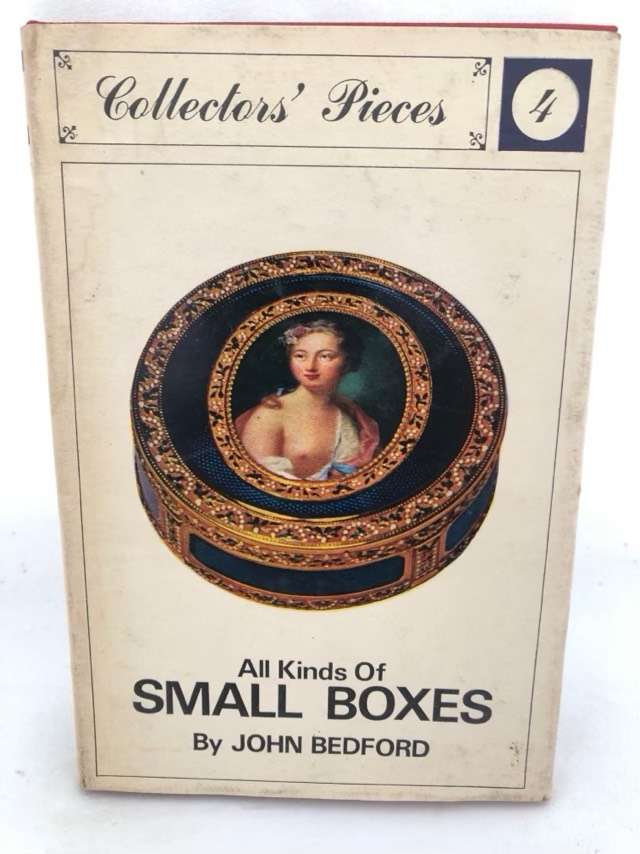 Collectors' Pieces
4
All Kinds Of
SMALL BOXES
By JOHN BEDFORD